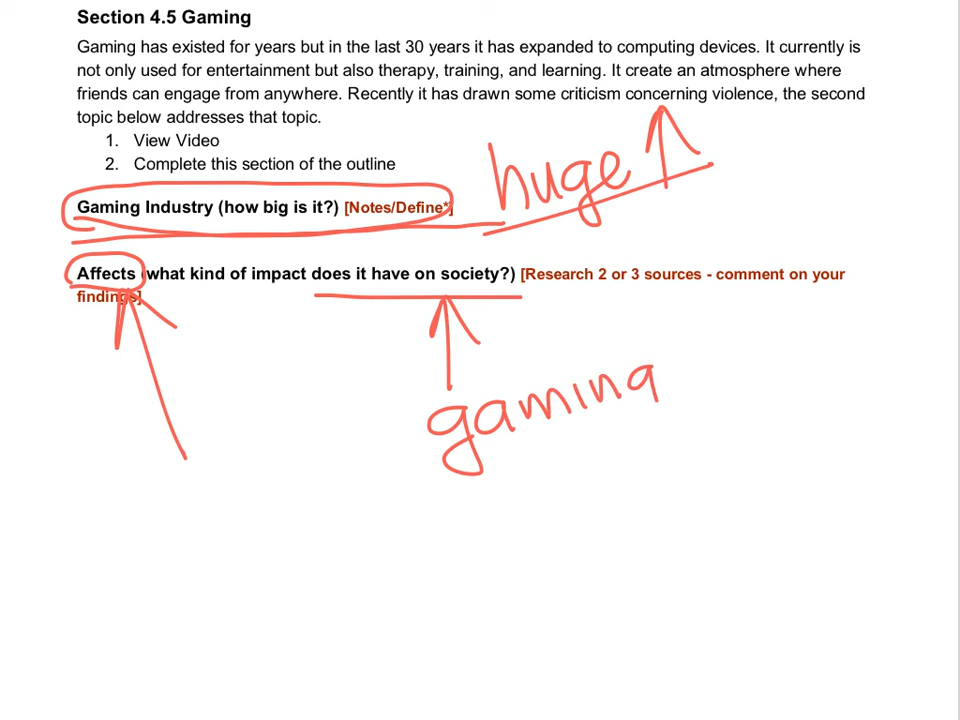 Section 4.5 Gaming
Gaming has existed for years but in the last 30 years it has expanded to computing devices. It currently is
not only used for entertainment but also therapy, training, and learning. It create an atmosphere where
friends can engage from anywhere. Recently it has drawn some criticism concerning violence, the second
topic below addresses that topic.
1. View Video
2. Complete this section of the outline
huge
Gaming Industry (how big is it?) [Notes/Define*]
Affects (what kind of impact does it have on society?) [Research 2 or 3 sources - comment on your
findings]
gaming